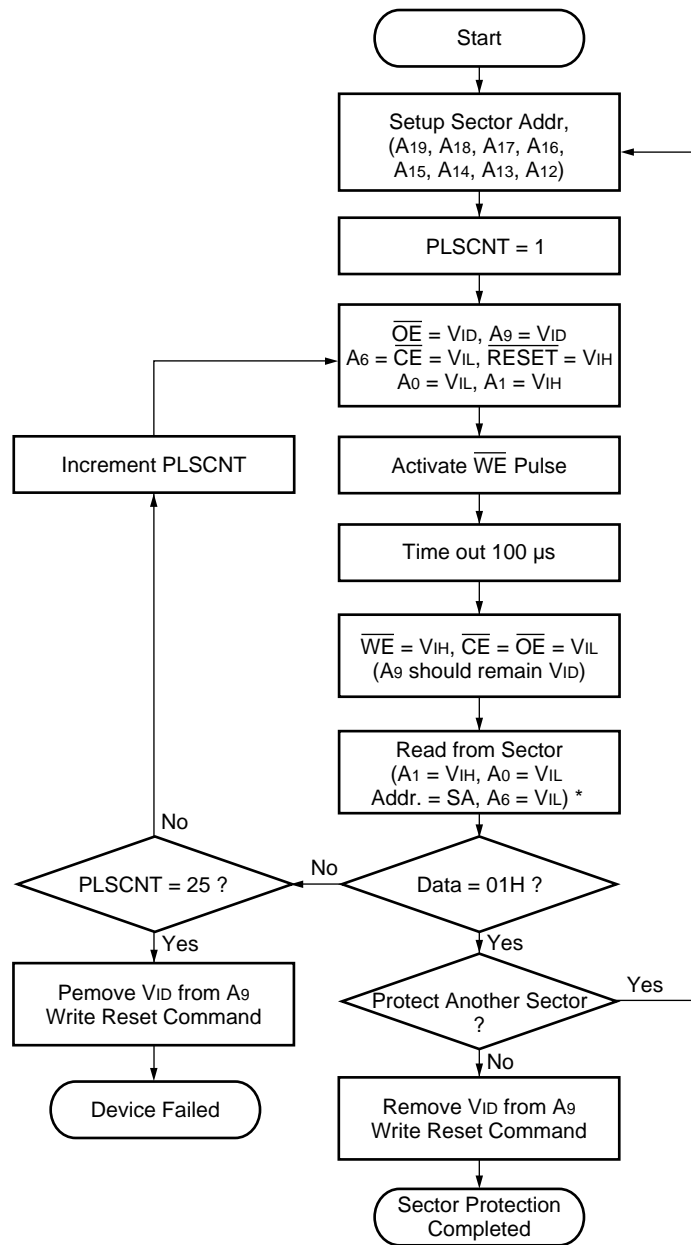 Start
Setup Sector Addr,
(A19, A18, A17, A16,
A15, A14, A13, A12)
PLSCNT = 1
OE = VID, A9 = VID
A6 = CE = VIL, RESET = VIH
A0 = VIL, A1 = VIH
Increment PLSCNT
Activate WE Pulse
Time out 100 μs
WE = VIH, CE = OE = VIL
(A9 should remain VID)
Read from Sector
(A1 = VIH, A0 = VIL
Addr. = SA, A6 = VIL) *
No
PLSCNT = 25 ?
No
Data = 01H ?
Yes
Yes
Pemove VID from A9
Write Reset Command
Protect Another Sector
?
Yes
No
Device Failed
Remove VID from A9
Write Reset Command
Sector Protection
Completed